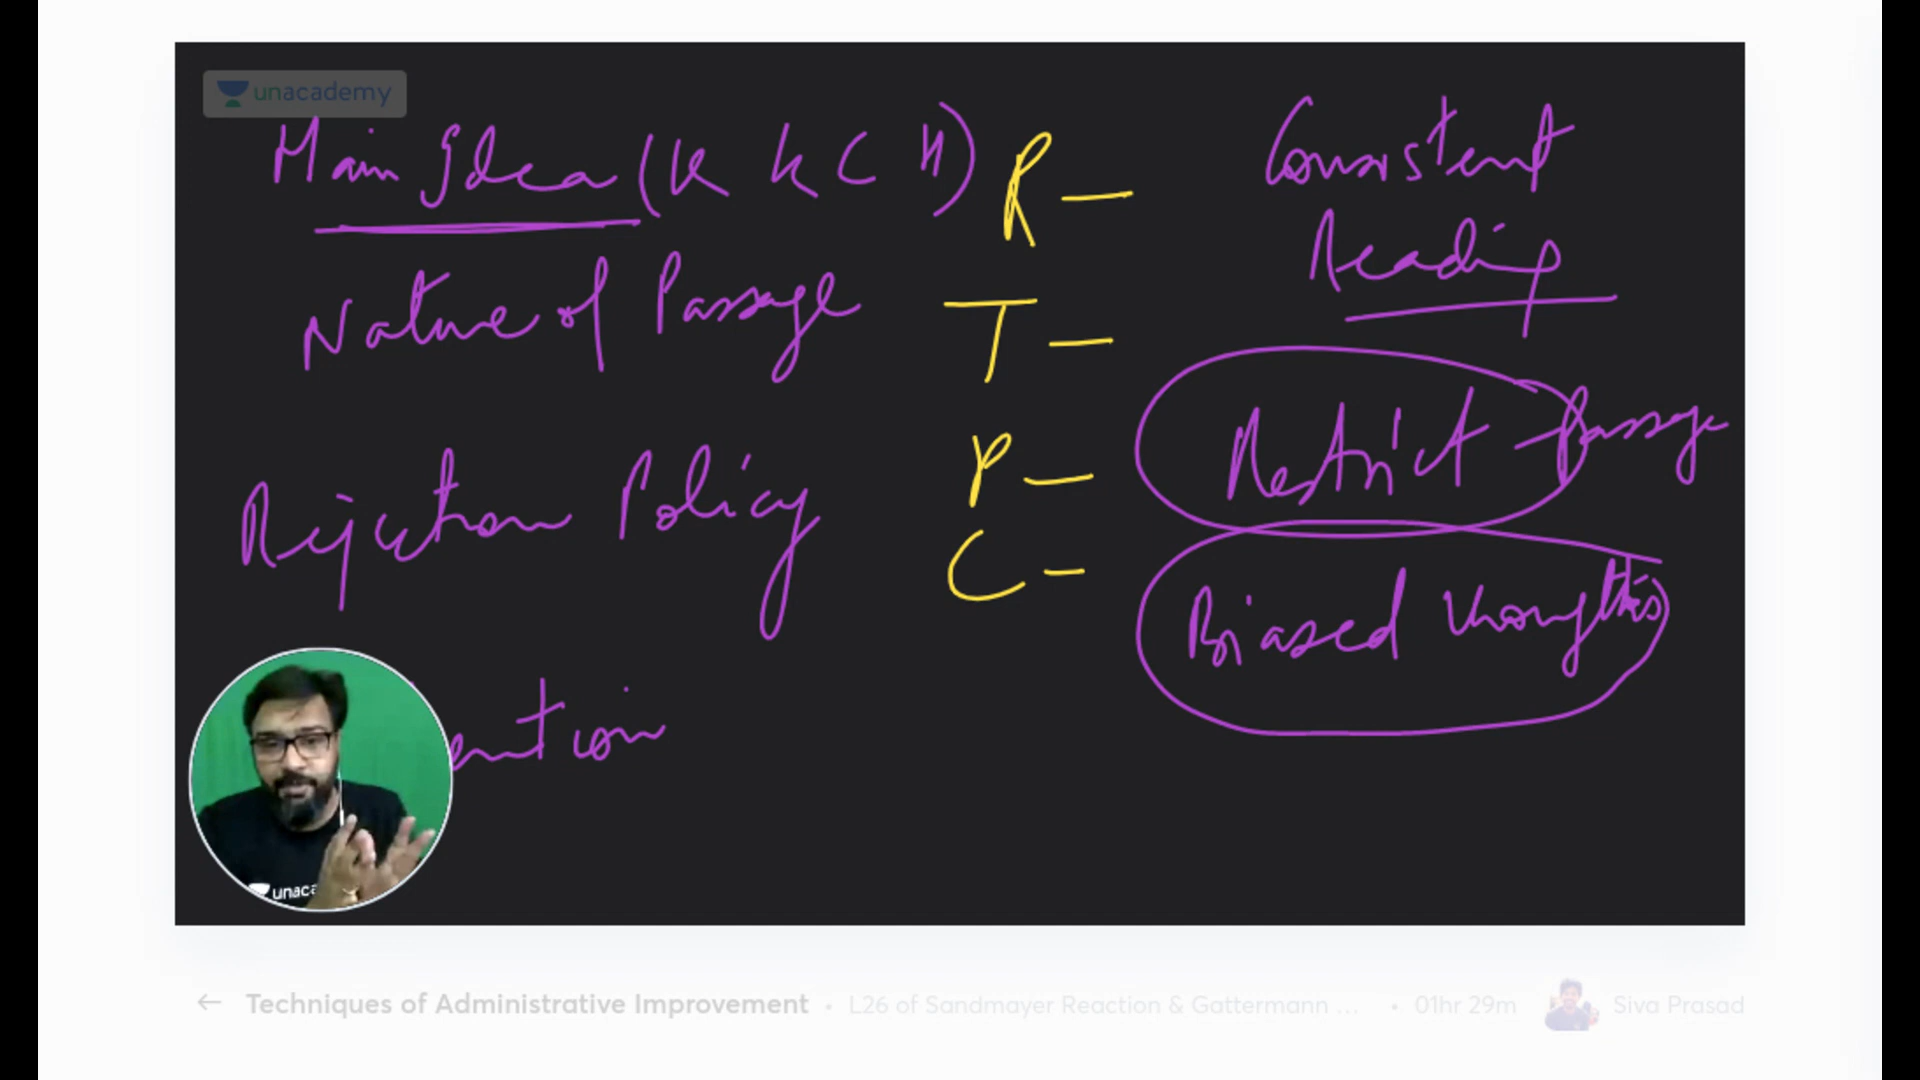 unacademy
Main Idea (K K C H)
Nature of Passage
Rejection Policy
R -
T -
P -
C -
Consistent
Reading
Restrict - Passage
Biased thoughts
unaca
← Techniques of Administrative Improvement • L26 of Sandmayer Reaction & Gattermann ... • 01hr 29m Siva Prasad